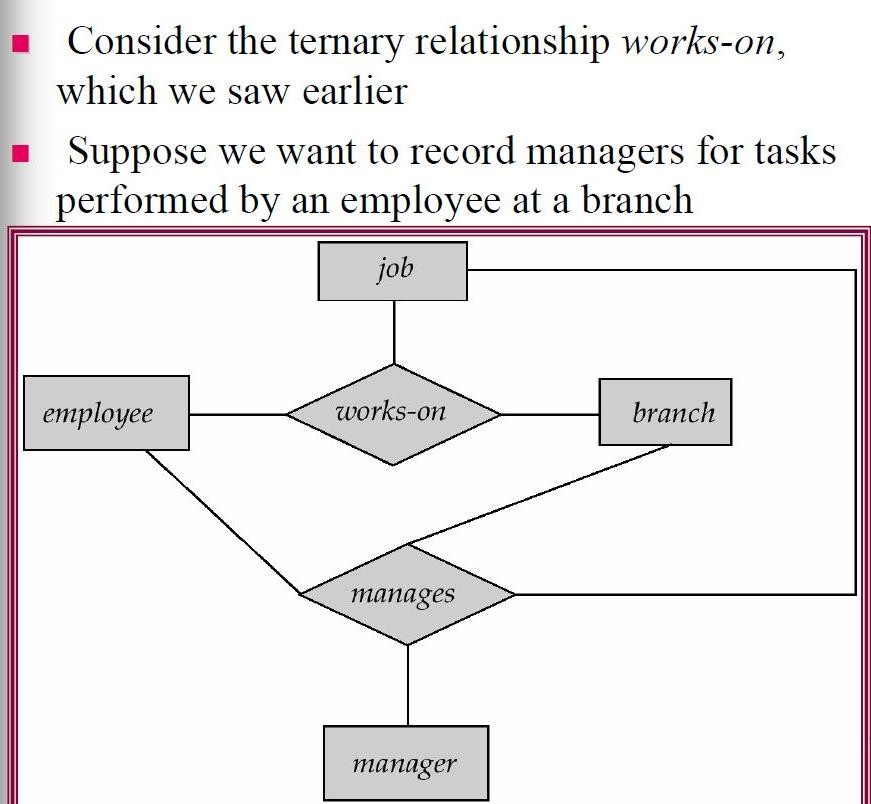 Consider the ternary relationship works-on,
which we saw earlier
Suppose we want to record managers for tasks
performed by an employee at a branch
job
employee
works-on
branch
manages
manager